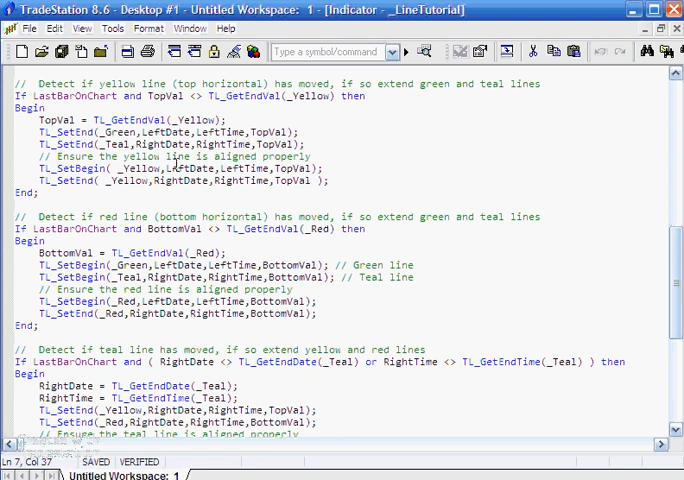 TradeStation 8.6 - Desktop #1 - Untitled Workspace: 1 - [Indicator - _LineTutorial]
File Edit View Tools Format Window Help
Type a symbol/command
// Detect if yellow line (top horizontal) has moved, if so extend green and teal lines
If LastBarOnChart and TopVal <> TL_GetEndVal(_Yellow) then
Begin
TopVal = TL_GetEndVal(_Yellow);
TL_SetEnd(_Green,LeftDate,LeftTime,TopVal);
TL_SetEnd(_Teal,RightDate,RightTime,TopVal);
// Ensure the yellow line is aligned properly
TL_SetBegin( _Yellow,LeftDate,LeftTime,TopVal);
TL_SetEnd( _Yellow,RightDate,RightTime,TopVal );
End;
// Detect if red line (bottom horizontal) has moved, if so extend green and teal lines
If LastBarOnChart and BottomVal <> TL_GetEndVal(_Red) then
Begin
BottomVal = TL_GetEndVal(_Red);
TL_SetBegin(_Green,LeftDate,LeftTime,BottomVal); // Green line
TL_SetBegin(_Teal,RightDate,RightTime,BottomVal); // Teal line
// Ensure the red line is aligned properly
TL_SetBegin(_Red,LeftDate,LeftTime,BottomVal);
TL_SetEnd(_Red,RightDate,RightTime,BottomVal);
End;
// Detect if teal line has moved, if so extend yellow and red lines
If LastBarOnChart and ( RightDate <> TL_GetEndDate(_Teal) or RightTime <> TL_GetEndTime(_Teal) ) then
Begin
RightDate = TL_GetEndDate(_Teal);
RightTime = TL_GetEndTime(_Teal);
TL_SetEnd(_Yellow,RightDate,RightTime,TopVal);
TL_SetEnd(_Red,RightDate,RightTime,BottomVal);
// Ensure the teal line is aligned properly
Ln 7, Col 37 SAVED VERIFIED
Untitled Workspace: 1